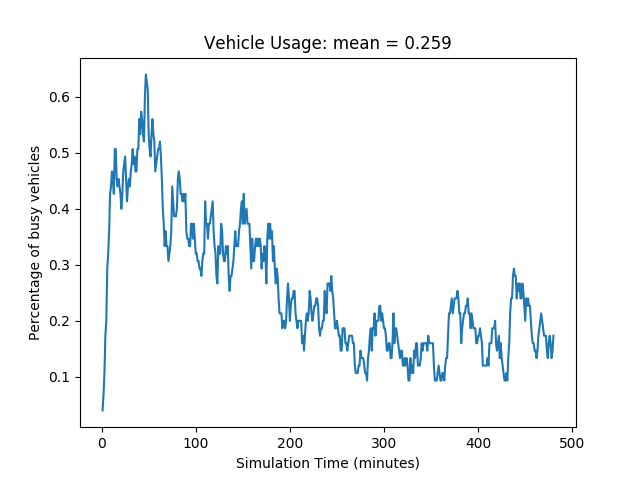 Vehicle Usage: mean = 0.259
Percentage of busy vehicles
0.6
0.5
0.4
0.3
0.2
0.1
0 100 200 300 400 500
Simulation Time (minutes)